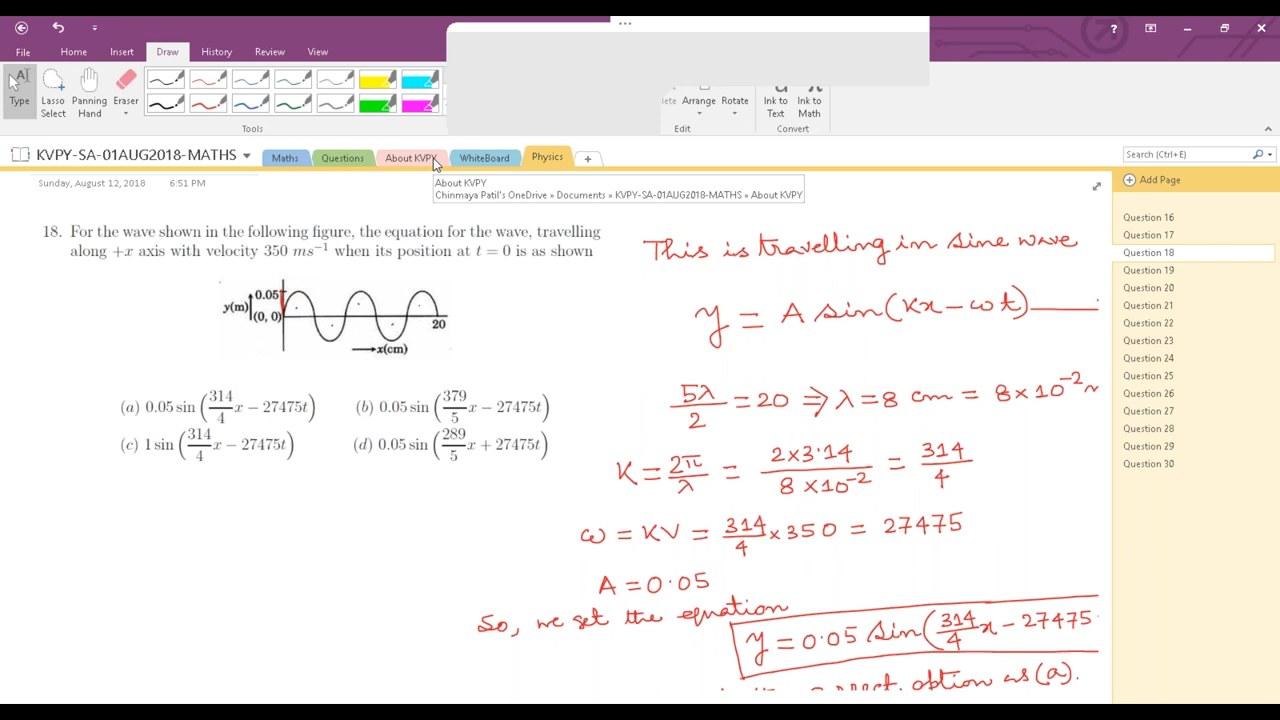 File Home Insert Draw History Review View
Type Lasso Select Panning Hand Eraser
Arrange Rotate Ink to Text Ink to Math
Tools Edit Convert
KVPY-SA-01AUG2018-MATHS Maths Questions About KVPY WhiteBoard Physics + Search (Ctrl+E)
Sunday, August 12, 2018 6:51 PM
About KVPY
Chinmaya Patil's OneDrive » Documents » KVPY-SA-01AUG2018-MATHS » About KVPY
18. For the wave shown in the following figure, the equation for the wave, travelling
along +x axis with velocity 350 ms⁻¹ when its position at t = 0 is as shown
0.05
y(m)
(0, 0)
20
x(cm)
(a) 0.05 sin (314/4 x − 27475t) (b) 0.05 sin (379/5 x − 27475t)
(c) 1 sin (314/4 x − 27475t) (d) 0.05 sin (289/5 x + 27475t)
This is travelling in sine wave
y = A sin(Kx − ωt)
5λ/2 = 20 ⇒ λ = 8 cm = 8 × 10⁻²
K = 2π/λ = 2×3.14/8×10⁻² = 314/4
ω = KV = 314/4 × 350 = 27475
A = 0.05
So, we get the equation
y = 0.05 sin(314/4 x − 27475
option as (a).
Add Page
Question 16
Question 17
Question 18
Question 19
Question 20
Question 21
Question 22
Question 23
Question 24
Question 25
Question 26
Question 27
Question 28
Question 29
Question 30